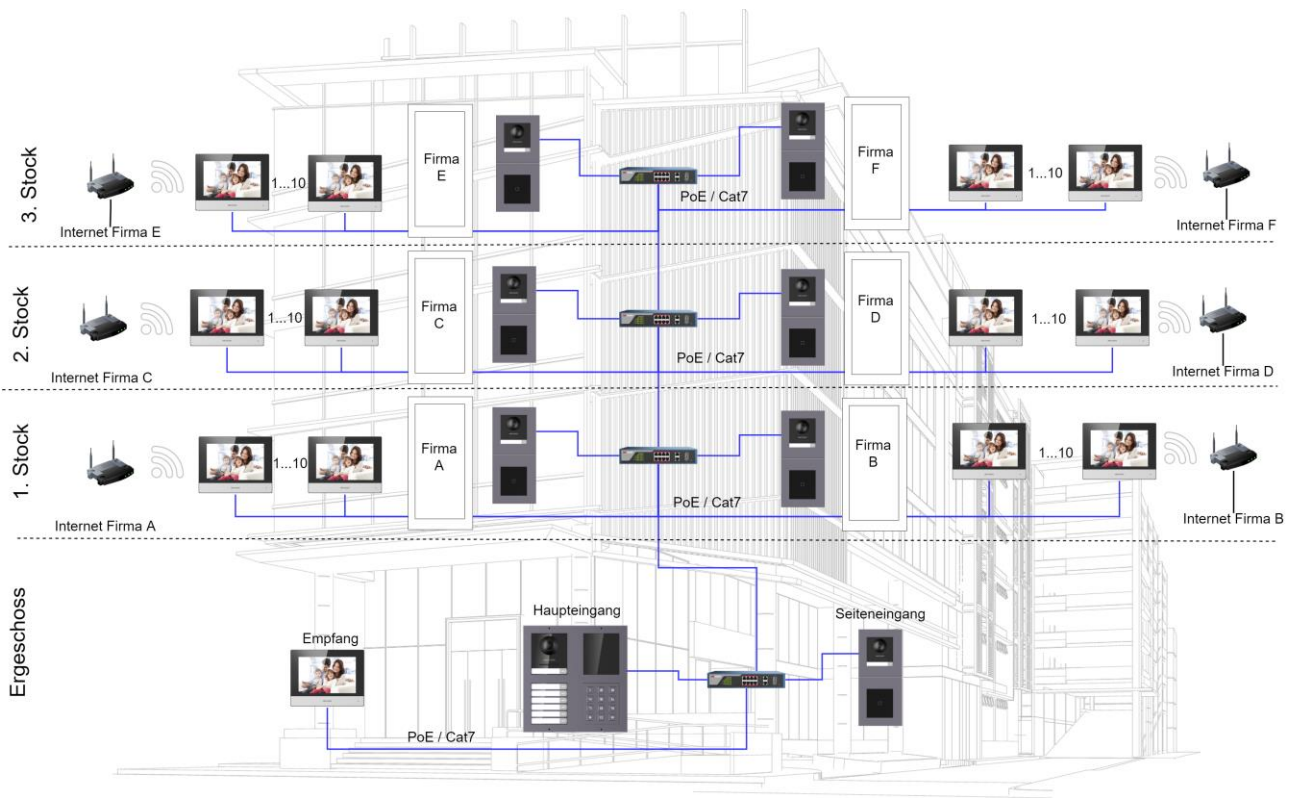 3. Stock
Firma
E
Firma
F
1...10
1...10
PoE / Cat7
Internet Firma E
Internet Firma F
2. Stock
Firma
C
Firma
D
1...10
1...10
PoE / Cat7
Internet Firma C
Internet Firma D
1. Stock
Firma
A
Firma
B
1...10
1...10
PoE / Cat7
Internet Firma A
Internet Firma B
Ergeschoss
Haupteingang
Seiteneingang
Empfang
PoE / Cat7